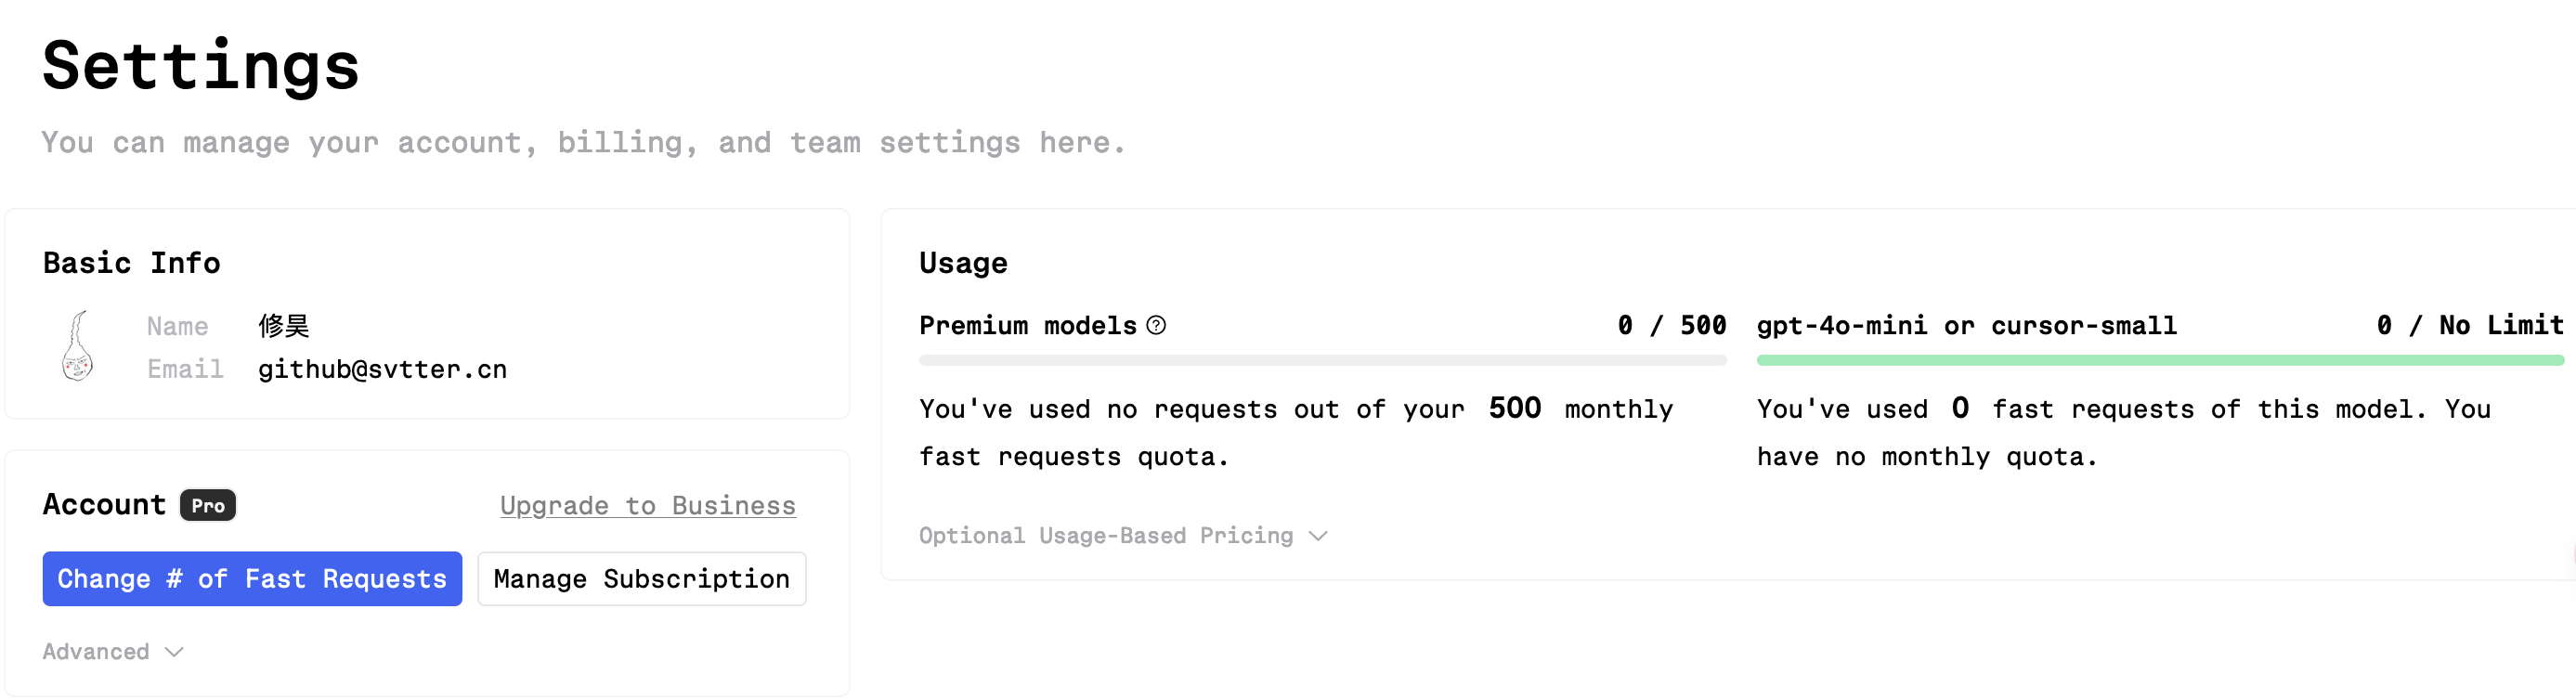 Settings
You can manage your account, billing, and team settings here.
Basic Info
Name 修昊
Email github@svtter.cn
Account Pro Upgrade to Business
Change # of Fast Requests Manage Subscription
Advanced
Usage
Premium models ? 0 / 500
You've used no requests out of your 500 monthly
fast requests quota.
gpt-4o-mini or cursor-small 0 / No Limit
You've used 0 fast requests of this model. You
have no monthly quota.
Optional Usage-Based Pricing